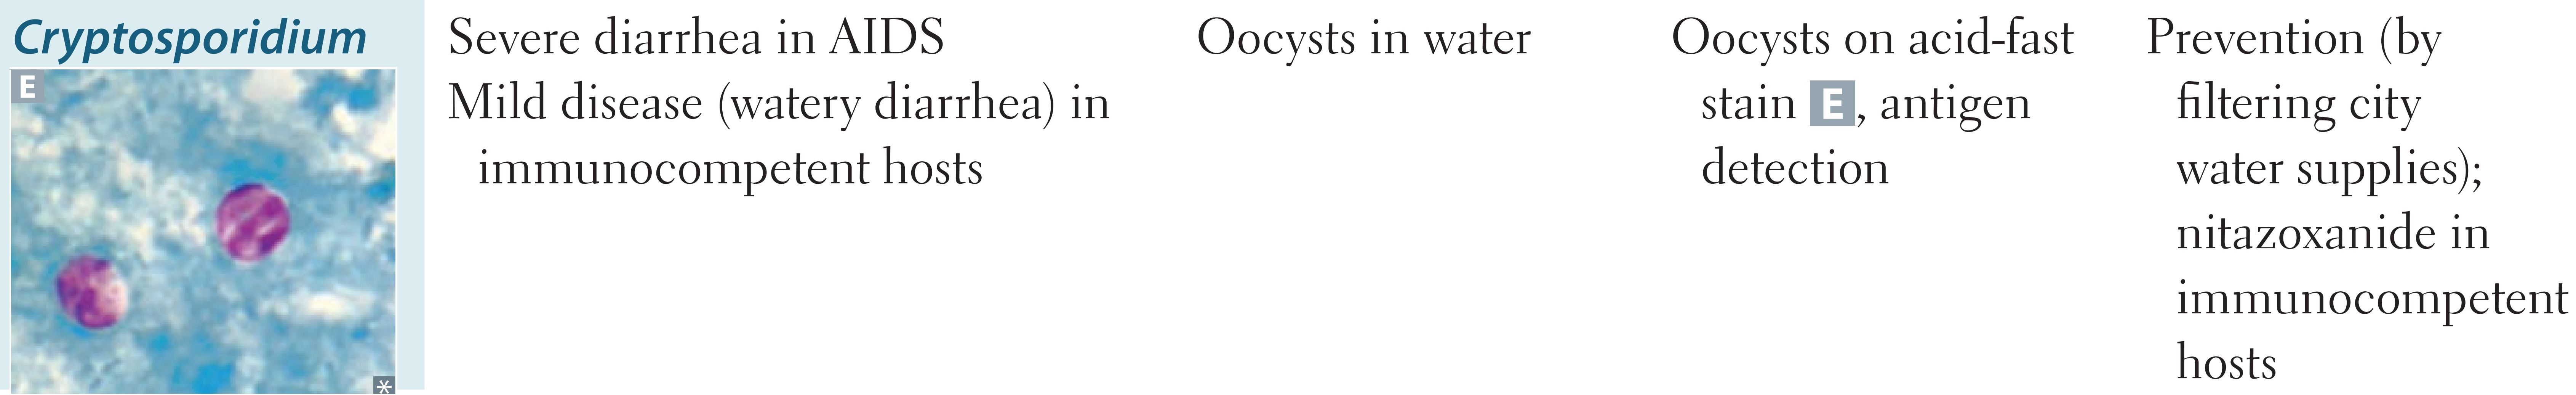 Cryptosporidium
E
*
Severe diarrhea in AIDS
Mild disease (watery diarrhea) in
immunocompetent hosts
Oocysts in water
Oocysts on acid-fast
stain E, antigen
detection
Prevention (by
filtering city
water supplies);
nitazoxanide in
immunocompetent
hosts